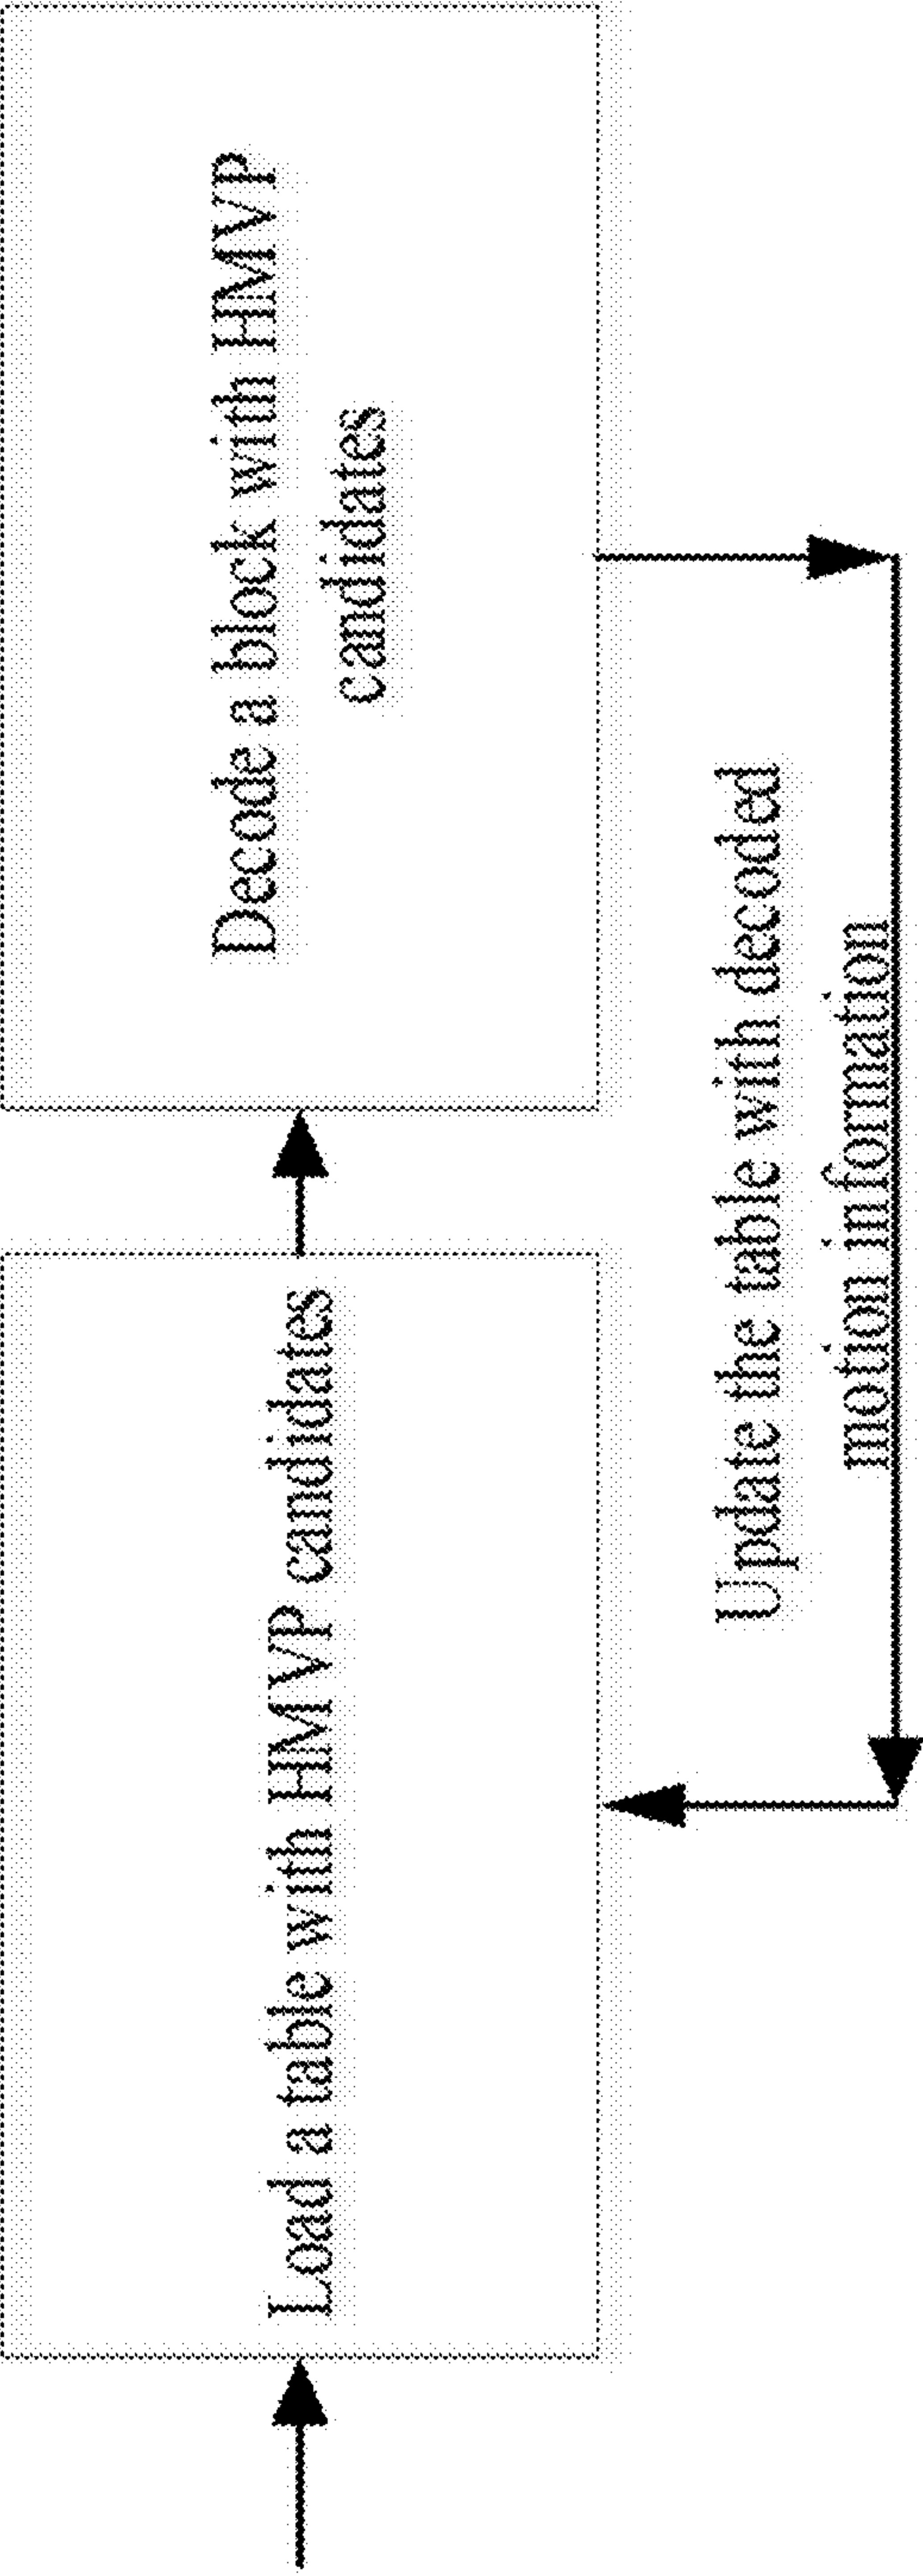 Load a table with HMVP candidates
Decode a block with HMVP
candidates
Update the table with decoded
motion information